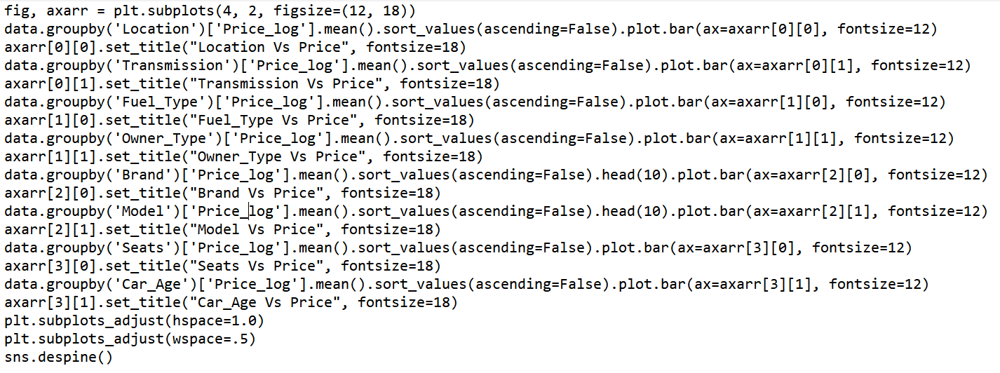 fig, axarr = plt.subplots(4, 2, figsize=(12, 18))
data.groupby('Location')['Price_log'].mean().sort_values(ascending=False).plot.bar(ax=axarr[0][0], fontsize=12)
axarr[0][0].set_title("Location Vs Price", fontsize=18)
data.groupby('Transmission')['Price_log'].mean().sort_values(ascending=False).plot.bar(ax=axarr[0][1], fontsize=12)
axarr[0][1].set_title("Transmission Vs Price", fontsize=18)
data.groupby('Fuel_Type')['Price_log'].mean().sort_values(ascending=False).plot.bar(ax=axarr[1][0], fontsize=12)
axarr[1][0].set_title("Fuel_Type Vs Price", fontsize=18)
data.groupby('Owner_Type')['Price_log'].mean().sort_values(ascending=False).plot.bar(ax=axarr[1][1], fontsize=12)
axarr[1][1].set_title("Owner_Type Vs Price", fontsize=18)
data.groupby('Brand')['Price_log'].mean().sort_values(ascending=False).head(10).plot.bar(ax=axarr[2][0], fontsize=12)
axarr[2][0].set_title("Brand Vs Price", fontsize=18)
data.groupby('Model')['Price_log'].mean().sort_values(ascending=False).head(10).plot.bar(ax=axarr[2][1], fontsize=12)
axarr[2][1].set_title("Model Vs Price", fontsize=18)
data.groupby('Seats')['Price_log'].mean().sort_values(ascending=False).plot.bar(ax=axarr[3][0], fontsize=12)
axarr[3][0].set_title("Seats Vs Price", fontsize=18)
data.groupby('Car_Age')['Price_log'].mean().sort_values(ascending=False).plot.bar(ax=axarr[3][1], fontsize=12)
axarr[3][1].set_title("Car_Age Vs Price", fontsize=18)
plt.subplots_adjust(hspace=1.0)
plt.subplots_adjust(wspace=.5)
sns.despine()